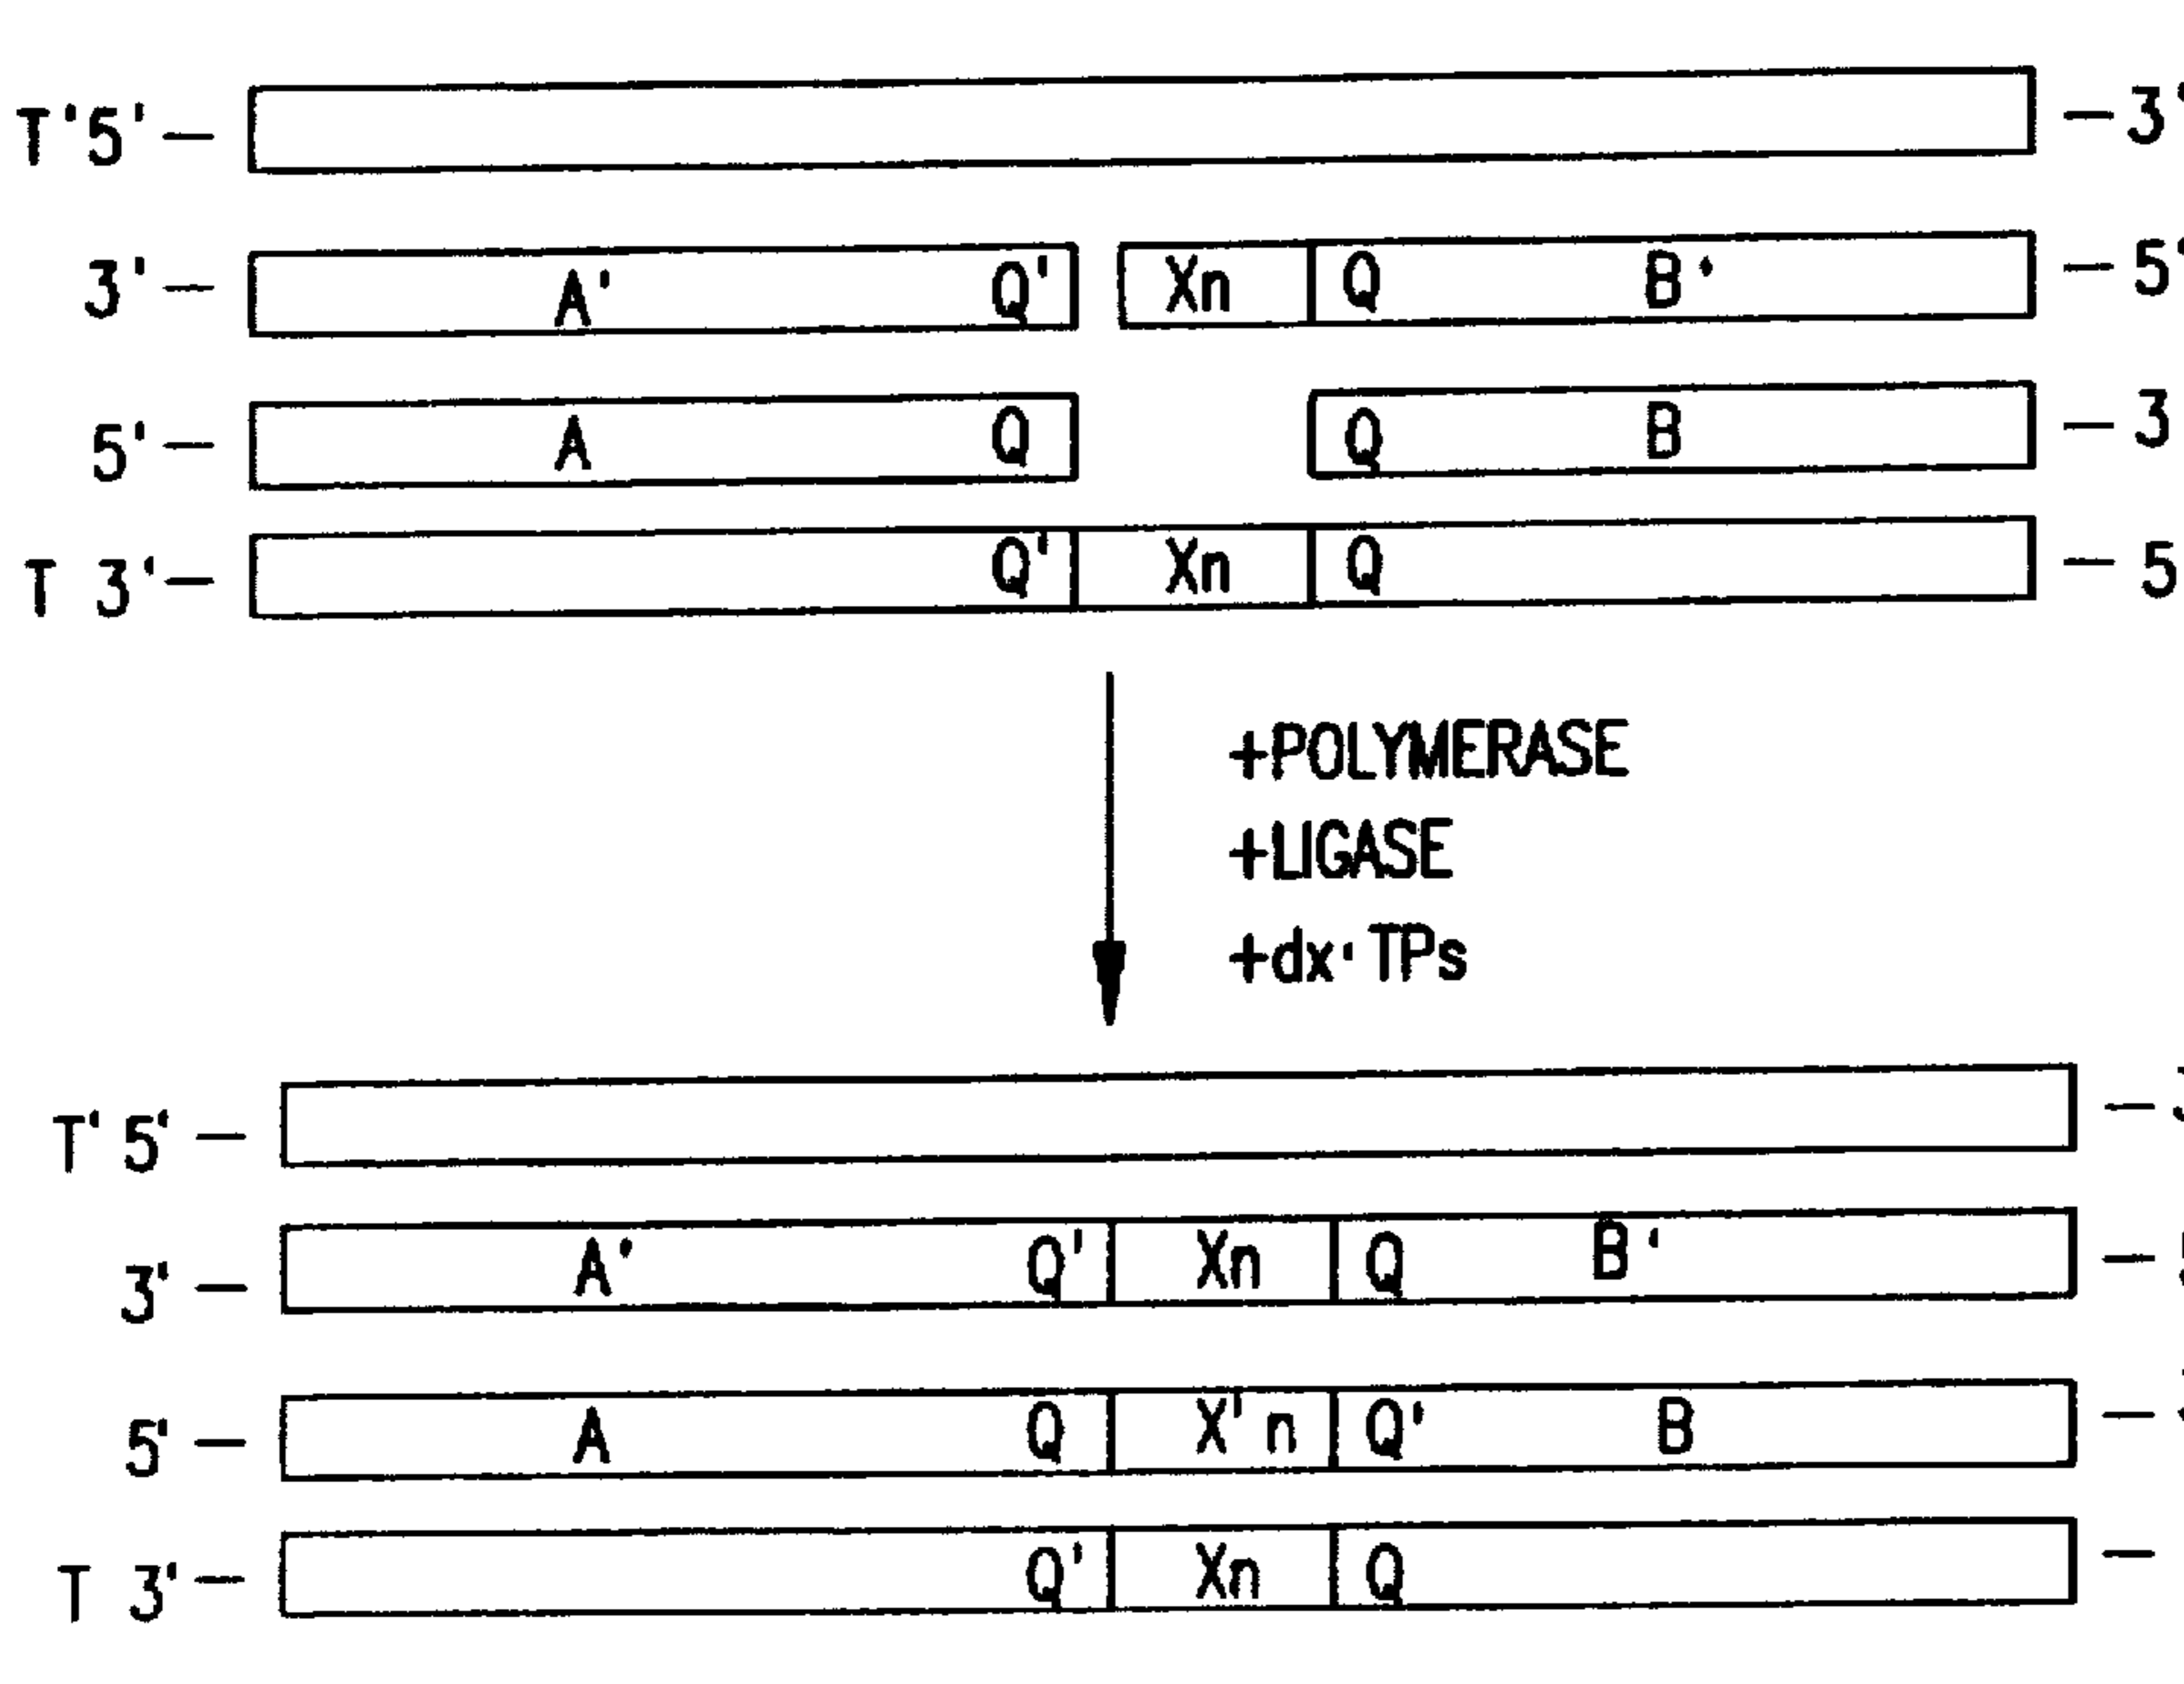 T'5'— —3'
3'— A' Q' Xn Q B' —5'
5'— A Q Q B —3
T 3'— Q' Xn Q —5
+POLYMERASE
+LIGASE
+dx'TPs
T' 5'— —
3'— A' Q' Xn Q B' —
5'— A Q X'n Q' B —
T 3'— Q' Xn Q —